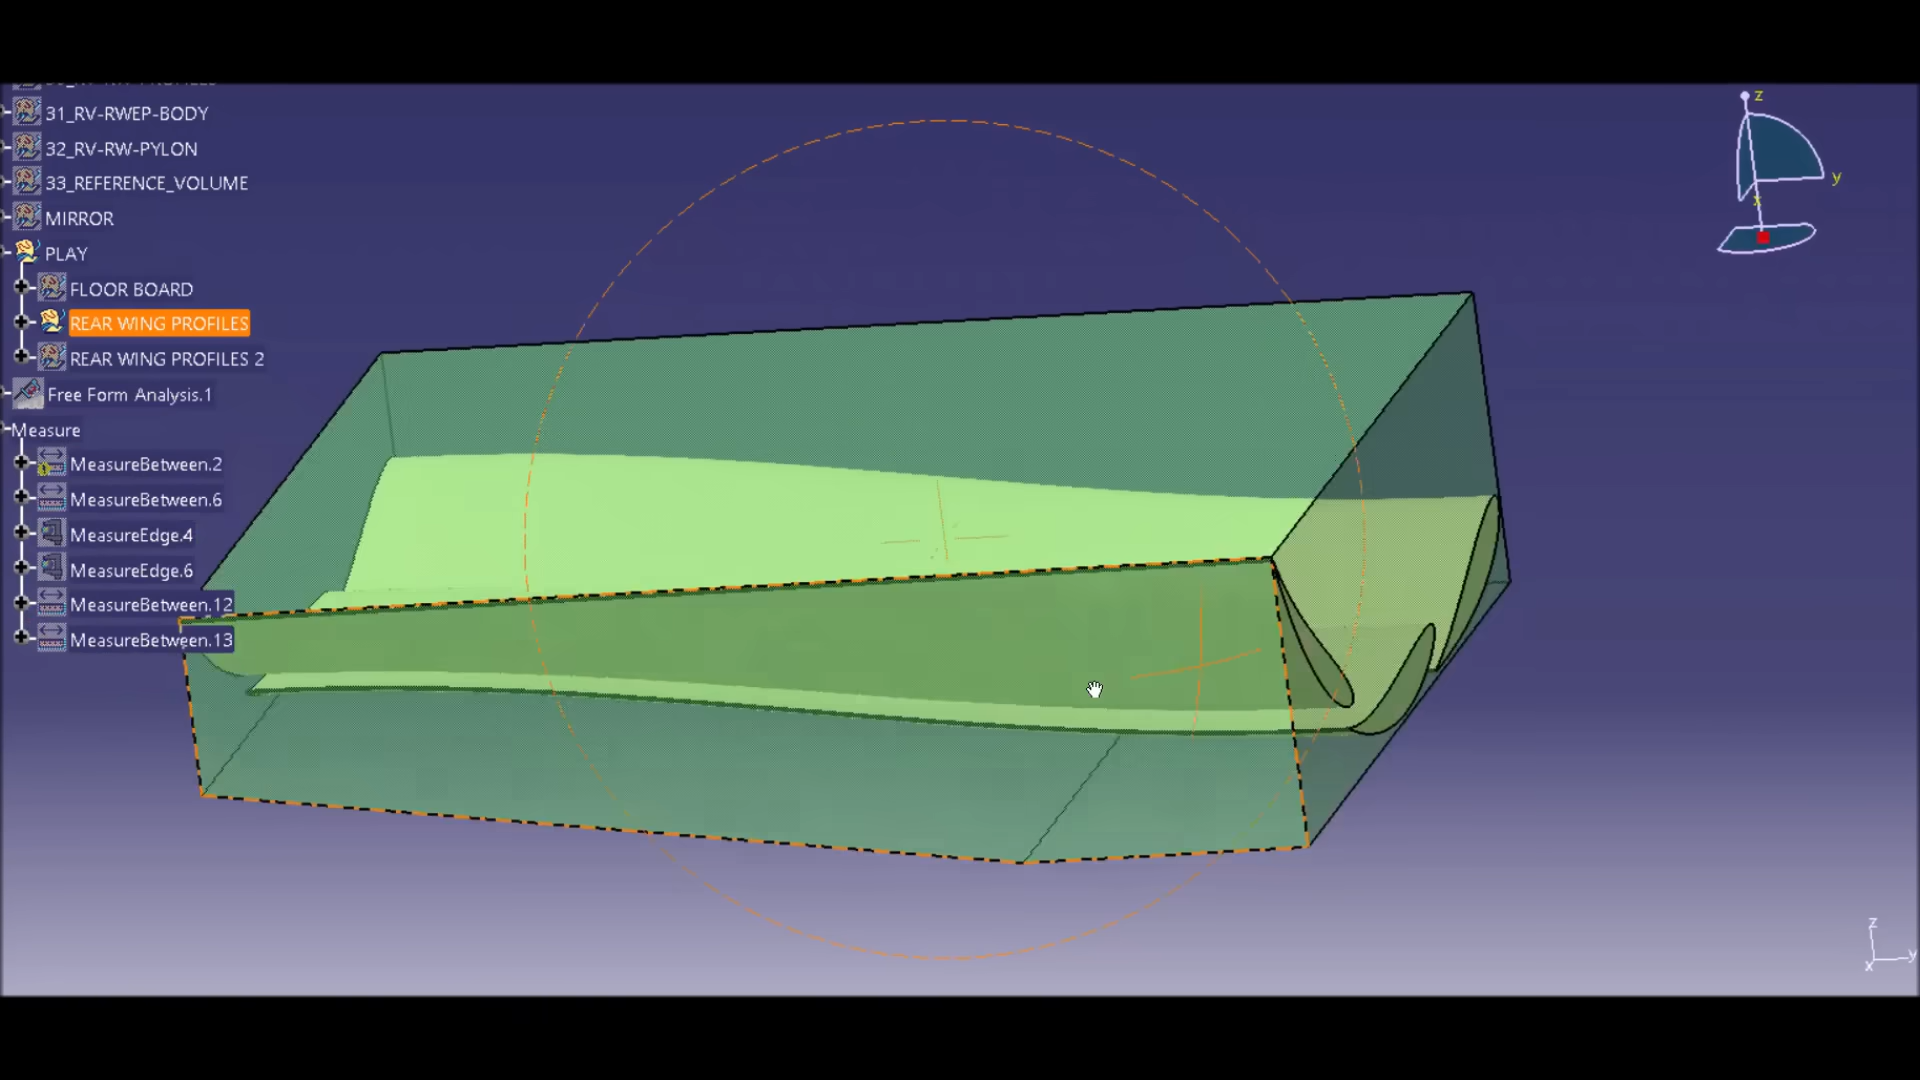 31_RV-RWEP-BODY
32_RV-RW-PYLON
33_REFERENCE_VOLUME
MIRROR
PLAY
FLOOR BOARD
REAR WING PROFILES
REAR WING PROFILES 2
Free Form Analysis.1
Measure
MeasureBetween.2
MeasureBetween.6
MeasureEdge.4
MeasureEdge.6
MeasureBetween.12
MeasureBetween.13
z
y
x
z
x
y